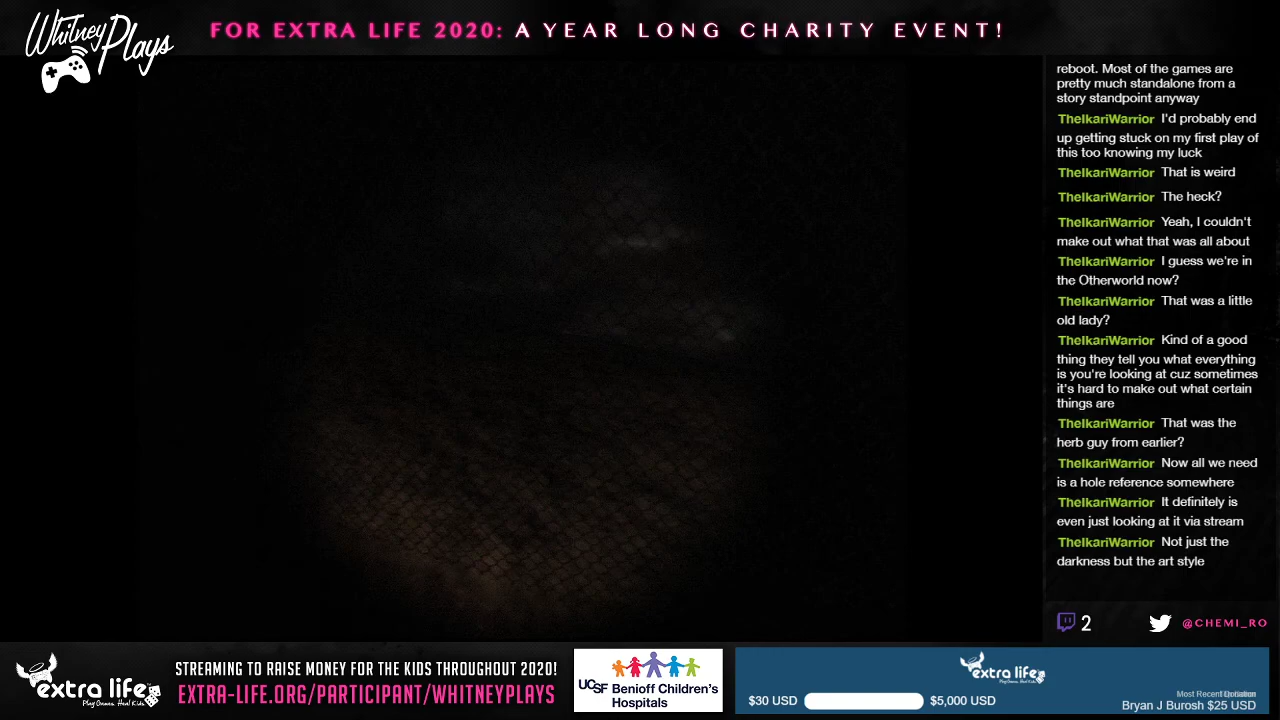 Whitney Plays
FOR EXTRA LIFE 2020: A YEAR LONG CHARITY EVENT!
reboot. Most of the games are
pretty much standalone from a
story standpoint anyway
TheIkariWarrior I'd probably end
up getting stuck on my first play of
this too knowing my luck
TheIkariWarrior That is weird
TheIkariWarrior The heck?
TheIkariWarrior Yeah, I couldn't
make out what that was all about
TheIkariWarrior I guess we're in
the Otherworld now?
TheIkariWarrior That was a little
old lady?
TheIkariWarrior Kind of a good
thing they tell you what everything
is you're looking at cuz sometimes
it's hard to make out what certain
things are
TheIkariWarrior That was the
herb guy from earlier?
TheIkariWarrior Now all we need
is a hole reference somewhere
TheIkariWarrior It definitely is
even just looking at it via stream
TheIkariWarrior Not just the
darkness but the art style
2
@CHEMI_RO
extra life
Play Games. Heal Kids.
STREAMING TO RAISE MONEY FOR THE KIDS THROUGHOUT 2020!
EXTRA-LIFE.ORG/PARTICIPANT/WHITNEYPLAYS
UCSF Benioff Children's
Hospitals
extra life
Play Games. Heal Kids.
$30 USD
$5,000 USD
Most Recent
Bryan J Burosh $25 USD